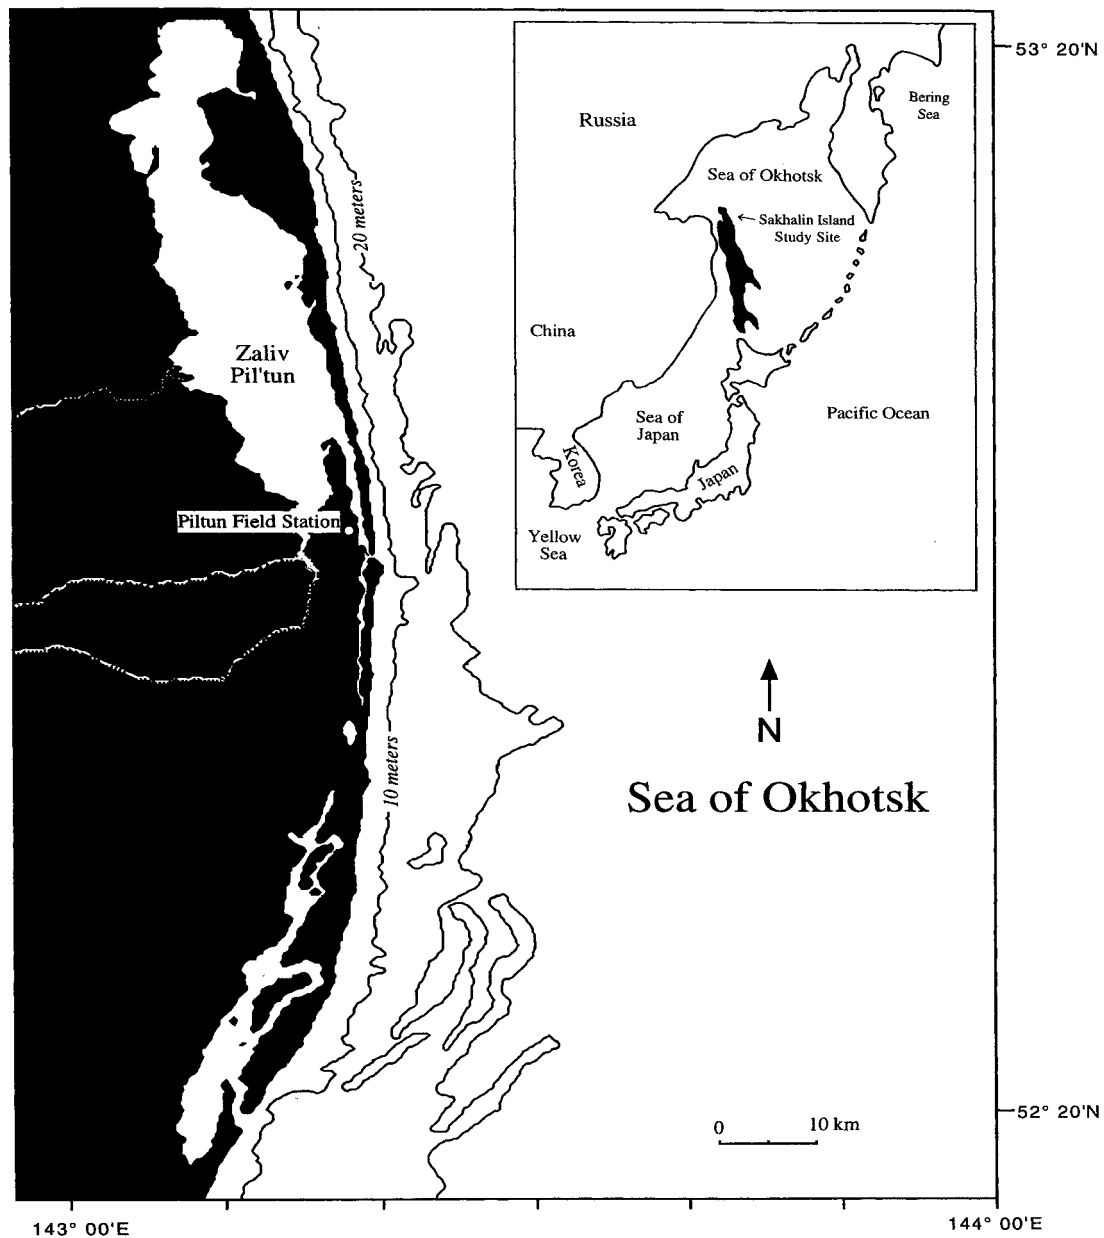 53° 20'N
Russia
Bering
Sea
Sea of Okhotsk
20 meters
Sakhalin Island
Study Site
China
Zaliv
Pil'tun
Sea of
Japan
Pacific Ocean
Korea
Japan
Piltun Field Station
Yellow
Sea
N
10 meters
Sea of Okhotsk
0 10 km
52° 20'N
143° 00'E
144° 00'E